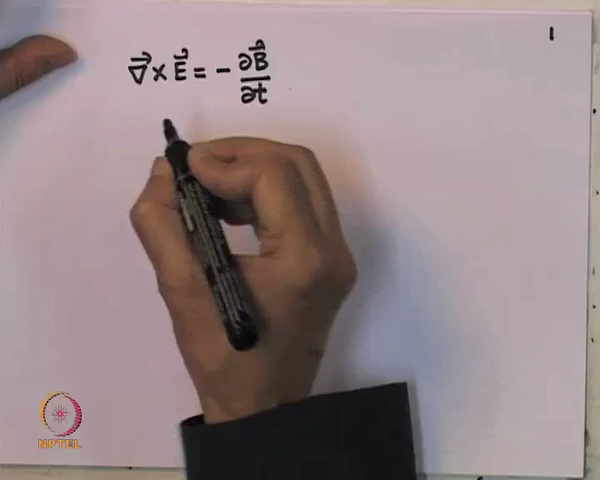 1
∇⃗ × E⃗ = - ∂B⃗/∂t
NPTEL